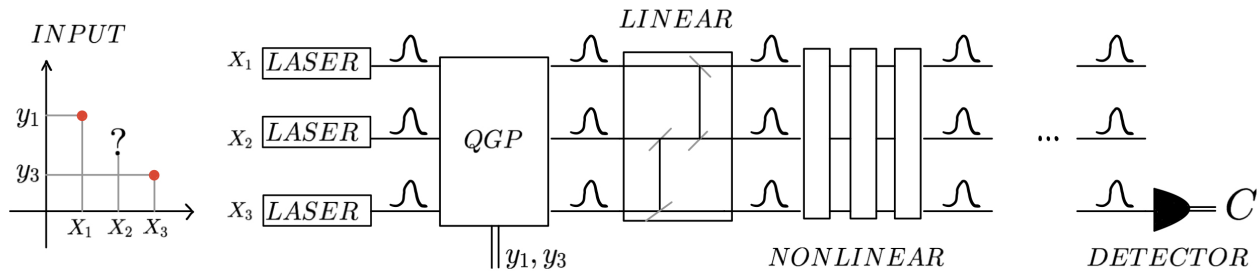 INPUT
y₁
?
y₃
X₁ X₂ X₃
X₁ LASER
X₂ LASER
X₃ LASER
QGP
y₁, y₃
LINEAR
NONLINEAR
...
DETECTOR
C